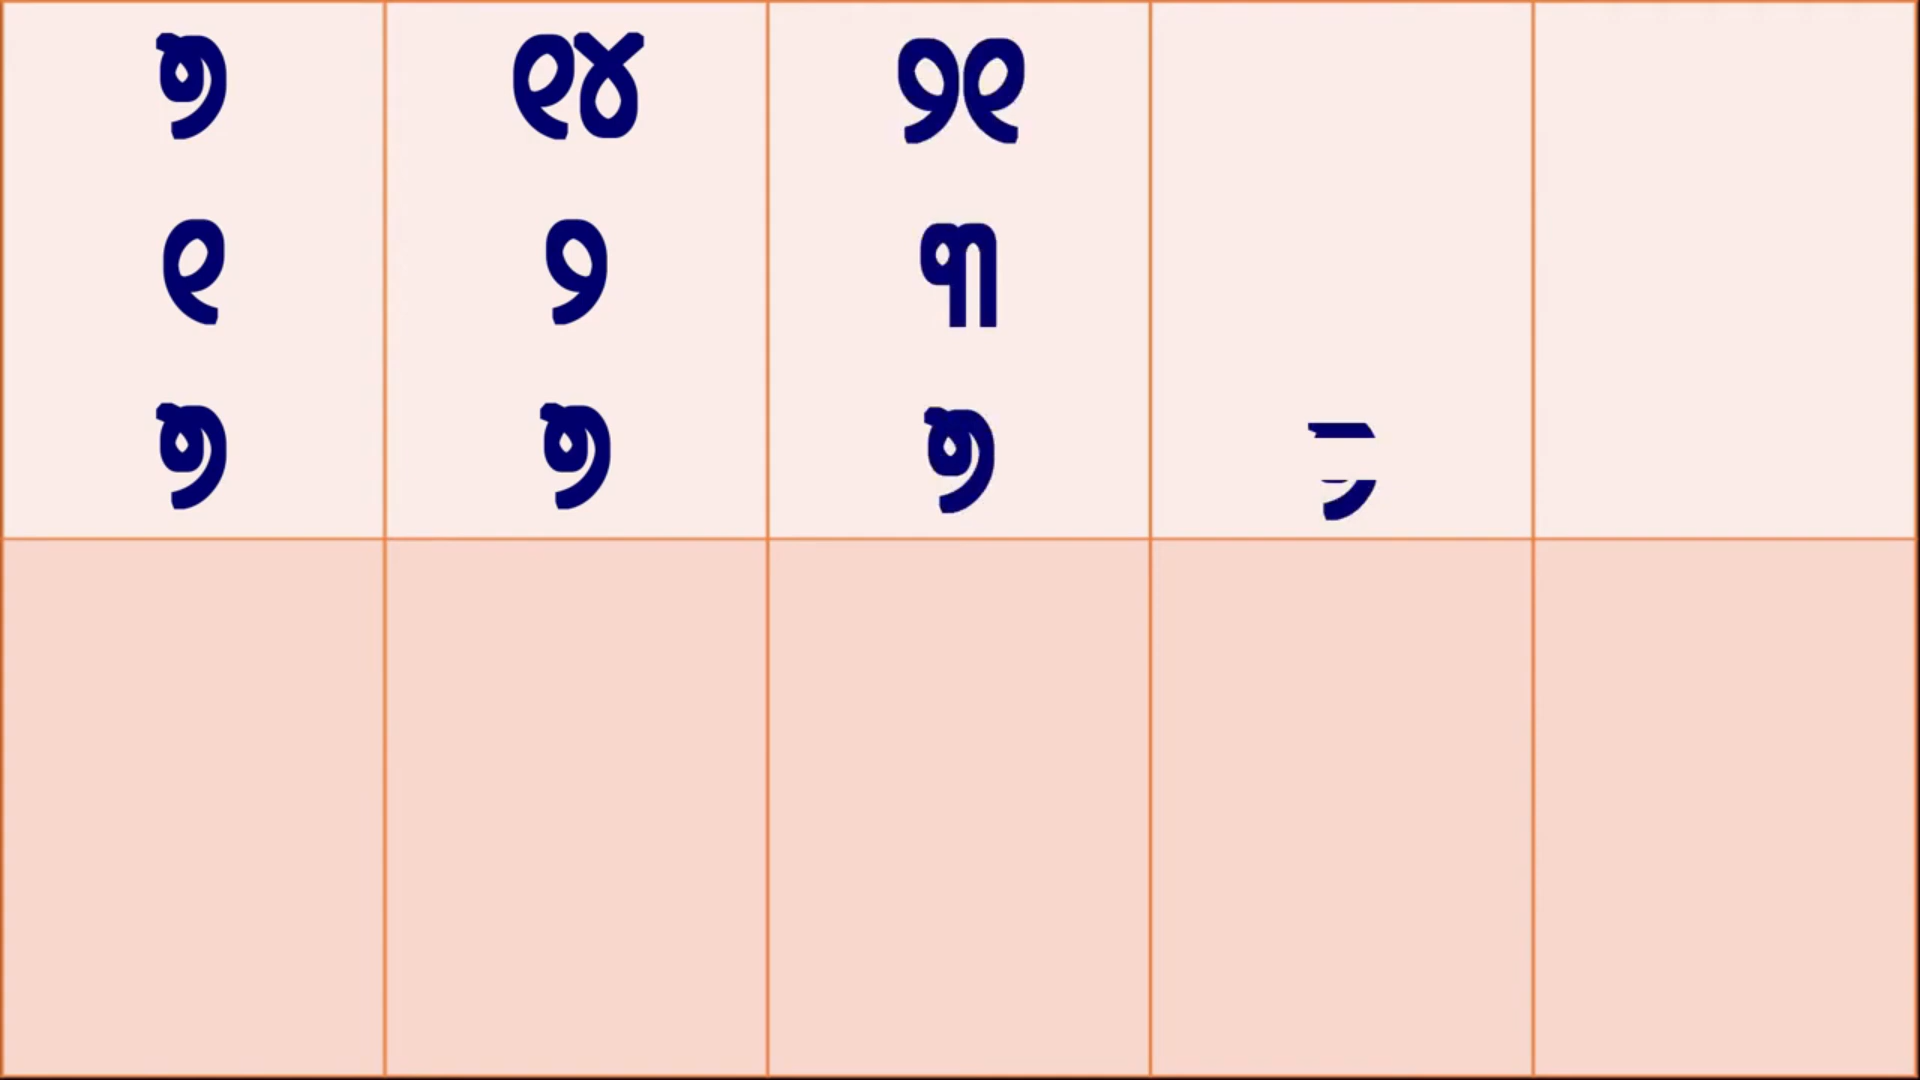 ୭ ୧୪ ୨୧
୧ ୨ ୩
୭ ୭ ୭